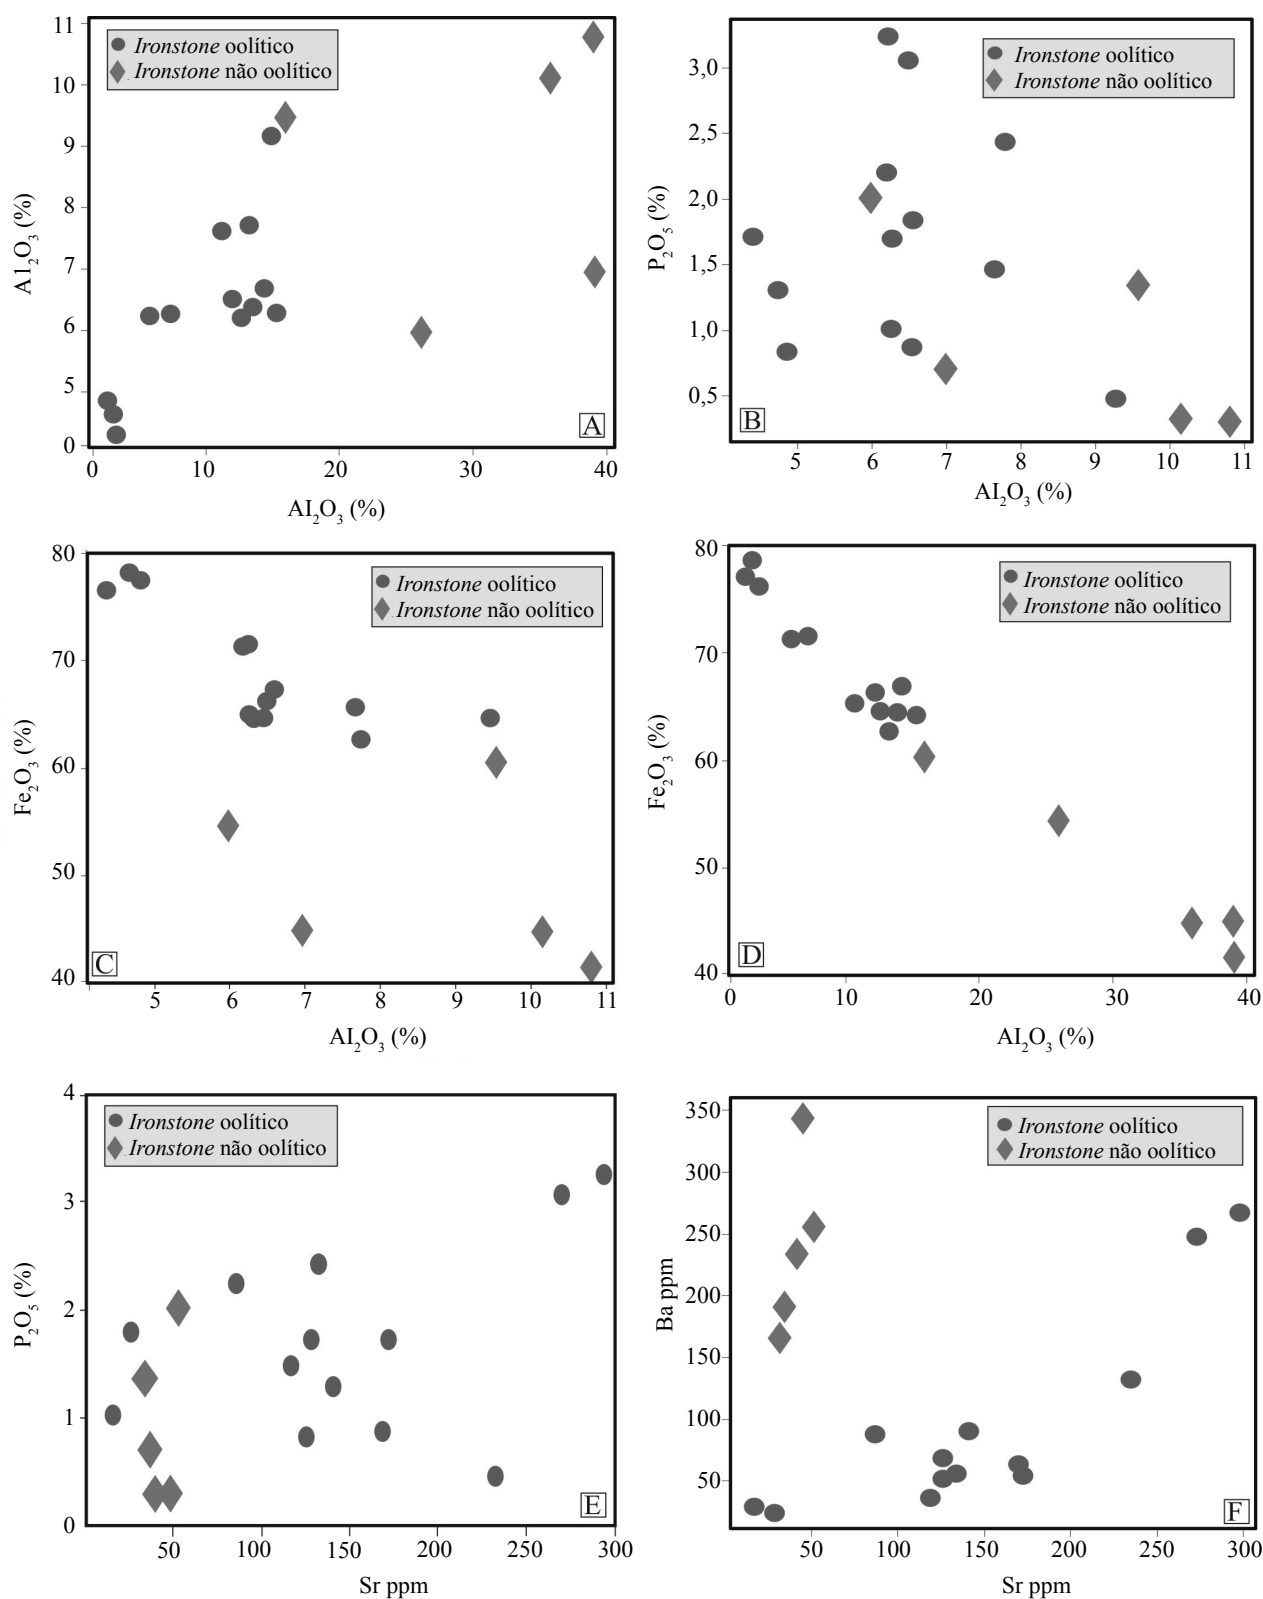 11
10
9
8
7
6
5
0
Al₂O₃ (%)
Ironstone oolítico
Ironstone não oolítico
A
0 10 20 30 40
AI₂O₃ (%)
3,0
2,5
2,0
1,5
1,0
0,5
P₂O₅ (%)
Ironstone oolítico
Ironstone não oolítico
B
5 6 7 8 9 10 11
AI₂O₃ (%)
80
70
60
50
40
Fe₂O₃ (%)
Ironstone oolítico
Ironstone não oolítico
C
5 6 7 8 9 10 11
AI₂O₃ (%)
80
70
60
50
40
Fe₂O₃ (%)
Ironstone oolítico
Ironstone não oolítico
D
0 10 20 30 40
AI₂O₃ (%)
4
3
2
1
0
P₂O₅ (%)
Ironstone oolítico
Ironstone não oolítico
E
50 100 150 200 250 300
Sr ppm
350
300
250
200
150
100
50
Ba ppm
Ironstone oolítico
Ironstone não oolítico
F
50 100 150 200 250 300
Sr ppm